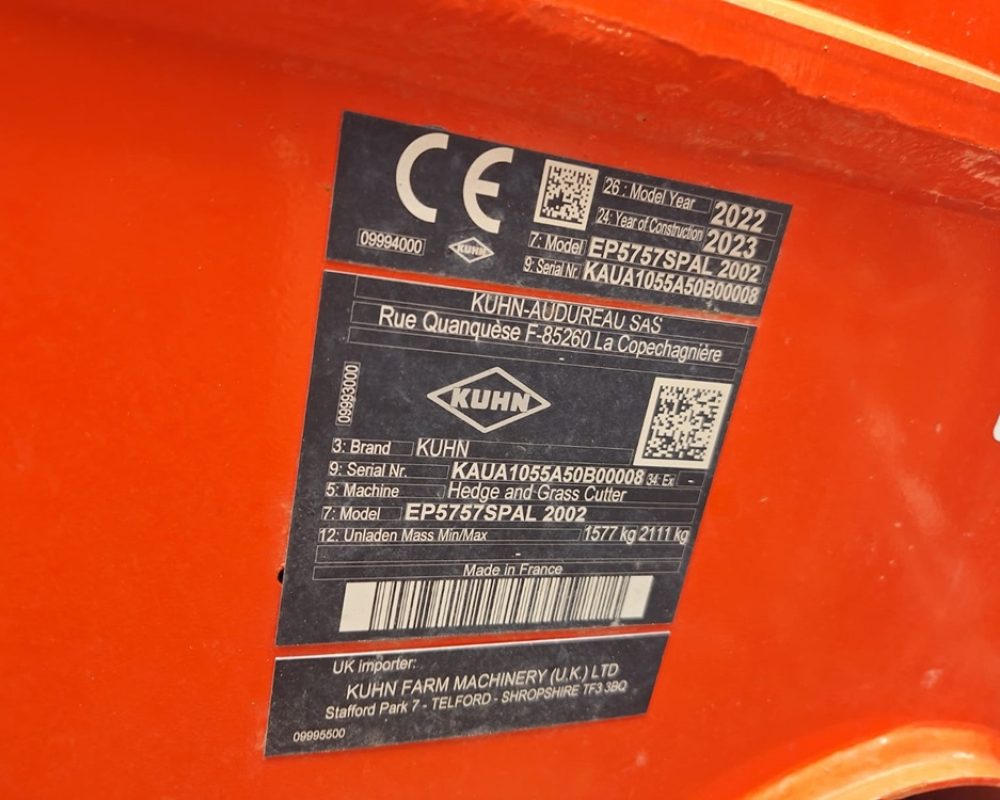 CE
26 : Model Year 2022
24: Year of Construction 2023
7: Model EP5757SPAL 2002
9: Serial Nr. KAUA1055A50B00008
09994000
KUHN
KUHN-AUDUREAU SAS
Rue Quanquèse F-85260 La Copechagnière
-
09993000
KUHN
3: Brand KUHN
9: Serial Nr. KAUA1055A50B00008 34: Ex -
5: Machine Hedge and Grass Cutter
7: Model EP5757SPAL 2002
12: Unladen Mass Min/Max 1577 kg 2111 kg
-
Made in France
UK importer:
KUHN FARM MACHINERY (U.K.) LTD
Stafford Park 7 - TELFORD - SHROPSHIRE TF3 3BQ
09995500